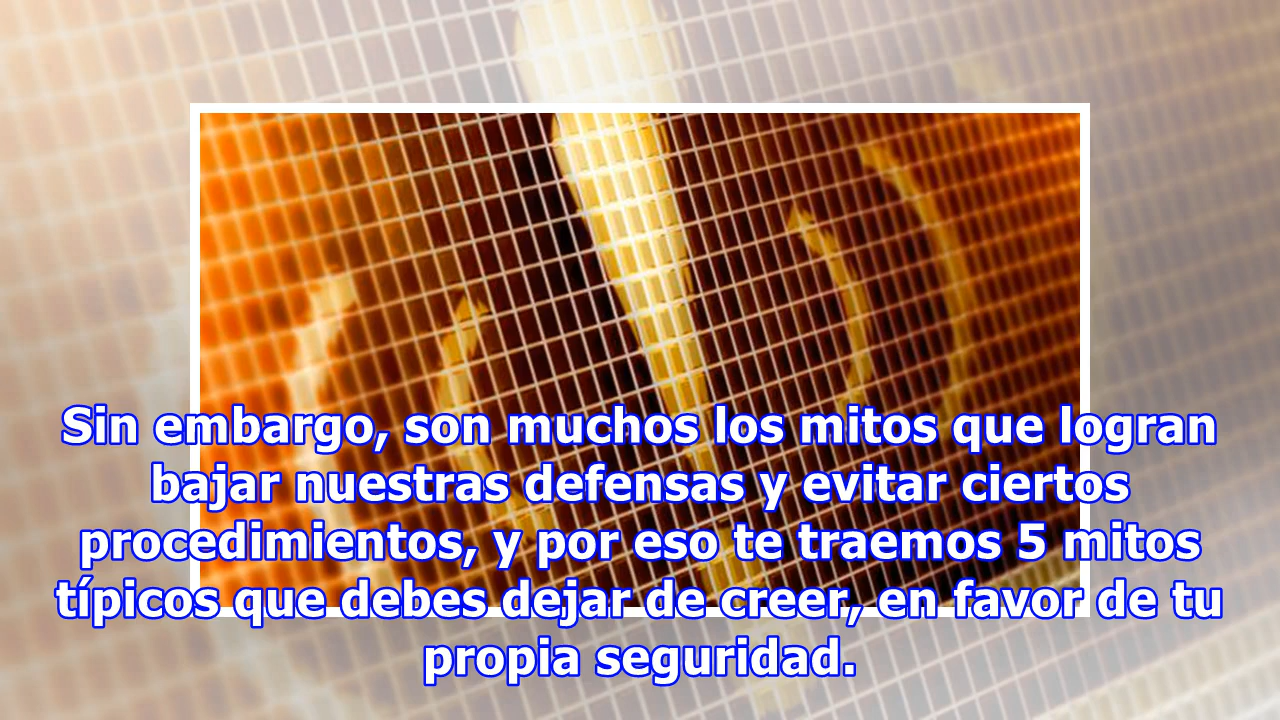 Sin embargo, son muchos los mitos que logran
bajar nuestras defensas y evitar ciertos
procedimientos, y por eso te traemos 5 mitos
típicos que debes dejar de creer, en favor de tu
propia seguridad.